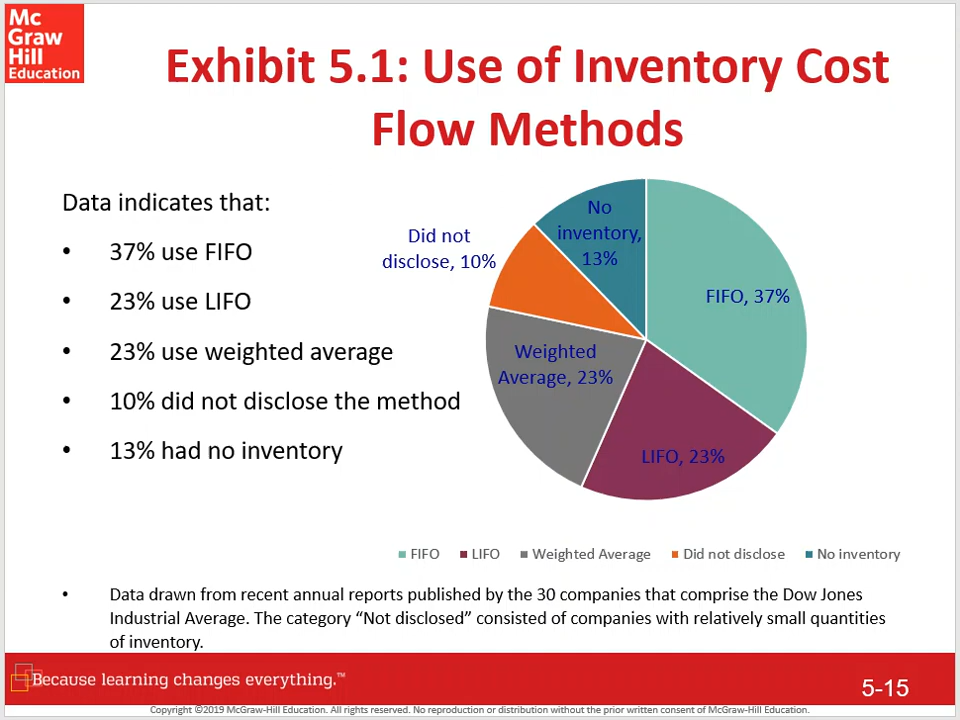 Mc
Graw
Hill
Education
Exhibit 5.1: Use of Inventory Cost
Flow Methods
Data indicates that:
• 37% use FIFO
• 23% use LIFO
• 23% use weighted average
• 10% did not disclose the method
• 13% had no inventory
No
inventory,
13%
Did not
disclose, 10%
FIFO, 37%
Weighted
Average, 23%
LIFO, 23%
FIFO LIFO Weighted Average Did not disclose No inventory
• Data drawn from recent annual reports published by the 30 companies that comprise the Dow Jones
Industrial Average. The category “Not disclosed” consisted of companies with relatively small quantities
of inventory.
Because learning changes everything.™
5-15
Copyright ©2019 McGraw-Hill Education. All rights reserved. No reproduction or distribution without the prior written consent of McGraw-Hill Education.